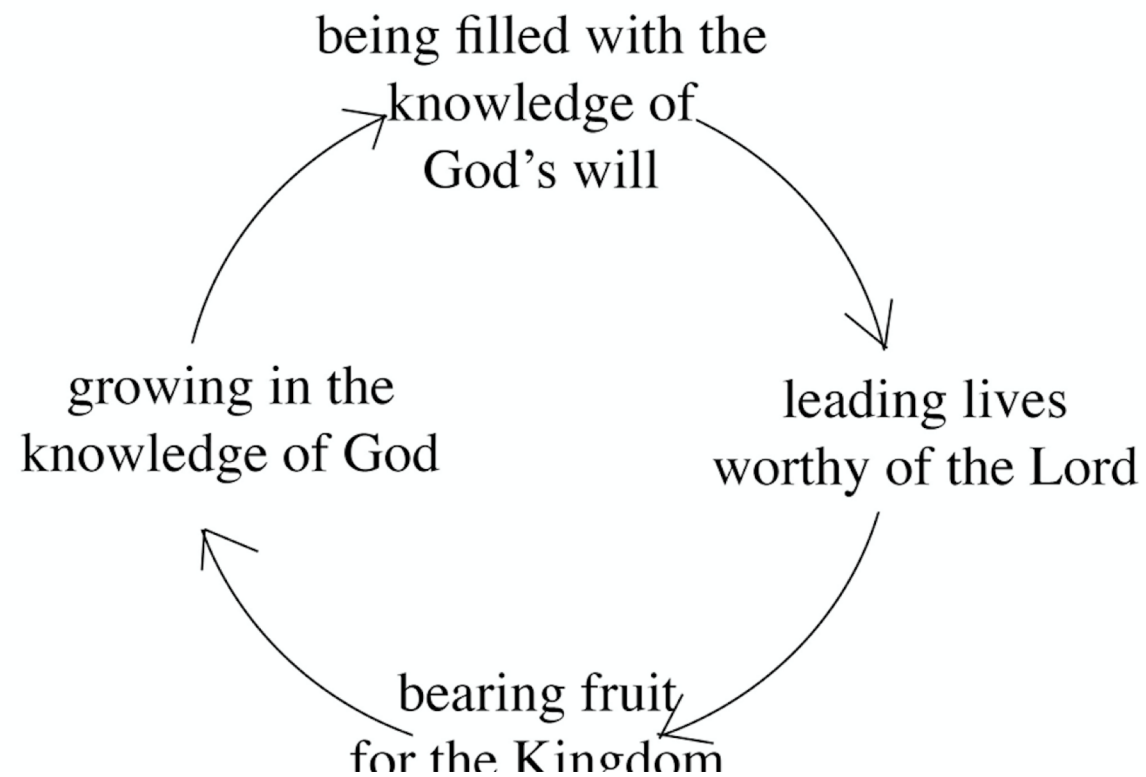 being filled with the
knowledge of
God’s will
leading lives
worthy of the Lord
bearing fruit
for the Kingdom
growing in the
knowledge of God